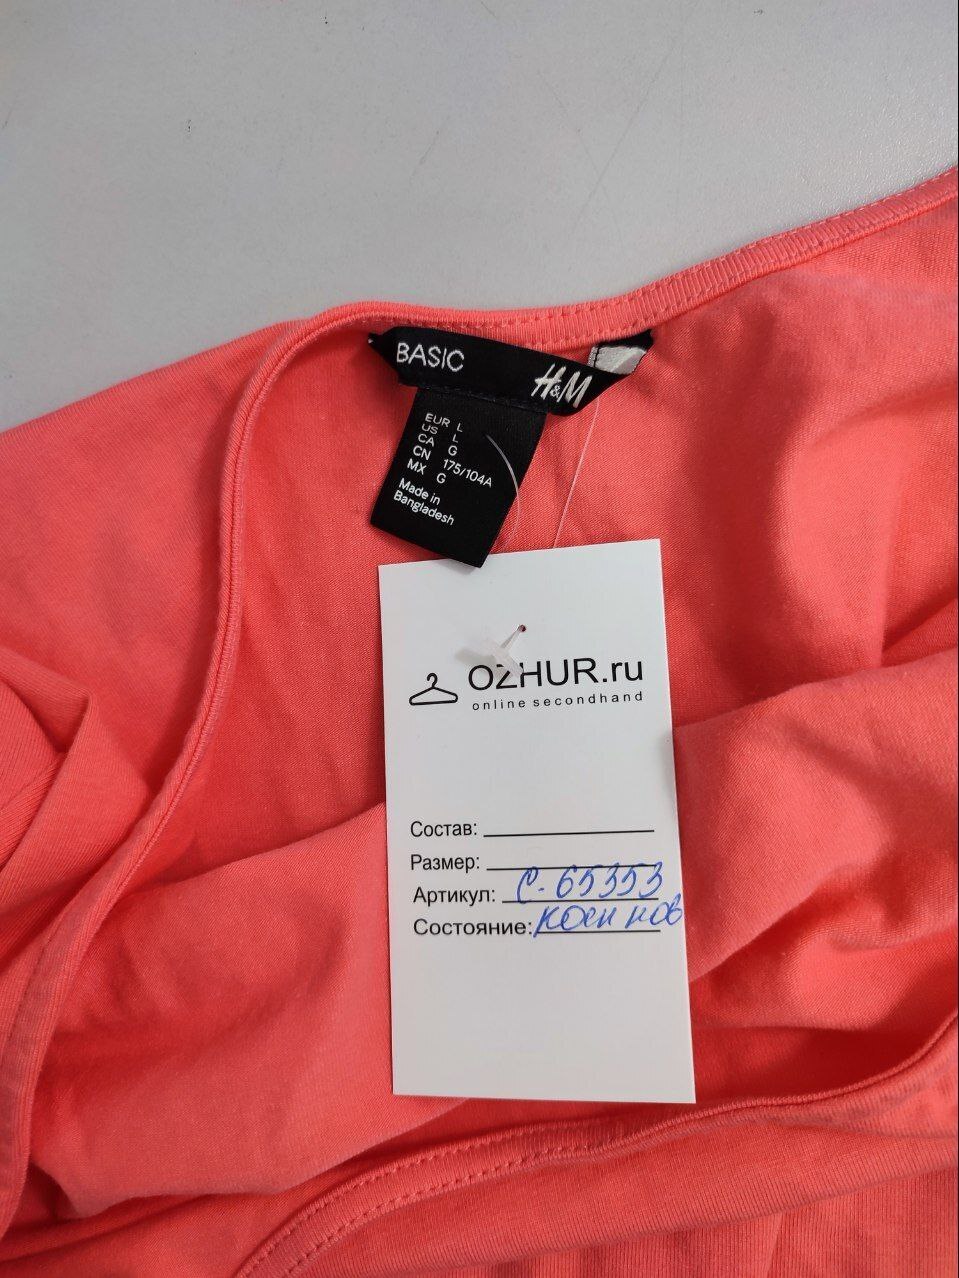 BASIC
H&M
EUR L
US L
CA G
CN 175/104A
MX G
Made in
Bangladesh
OZHUR.ru
online secondhand
Состав:
Размер:
Артикул: С-65353
Состояние: нов